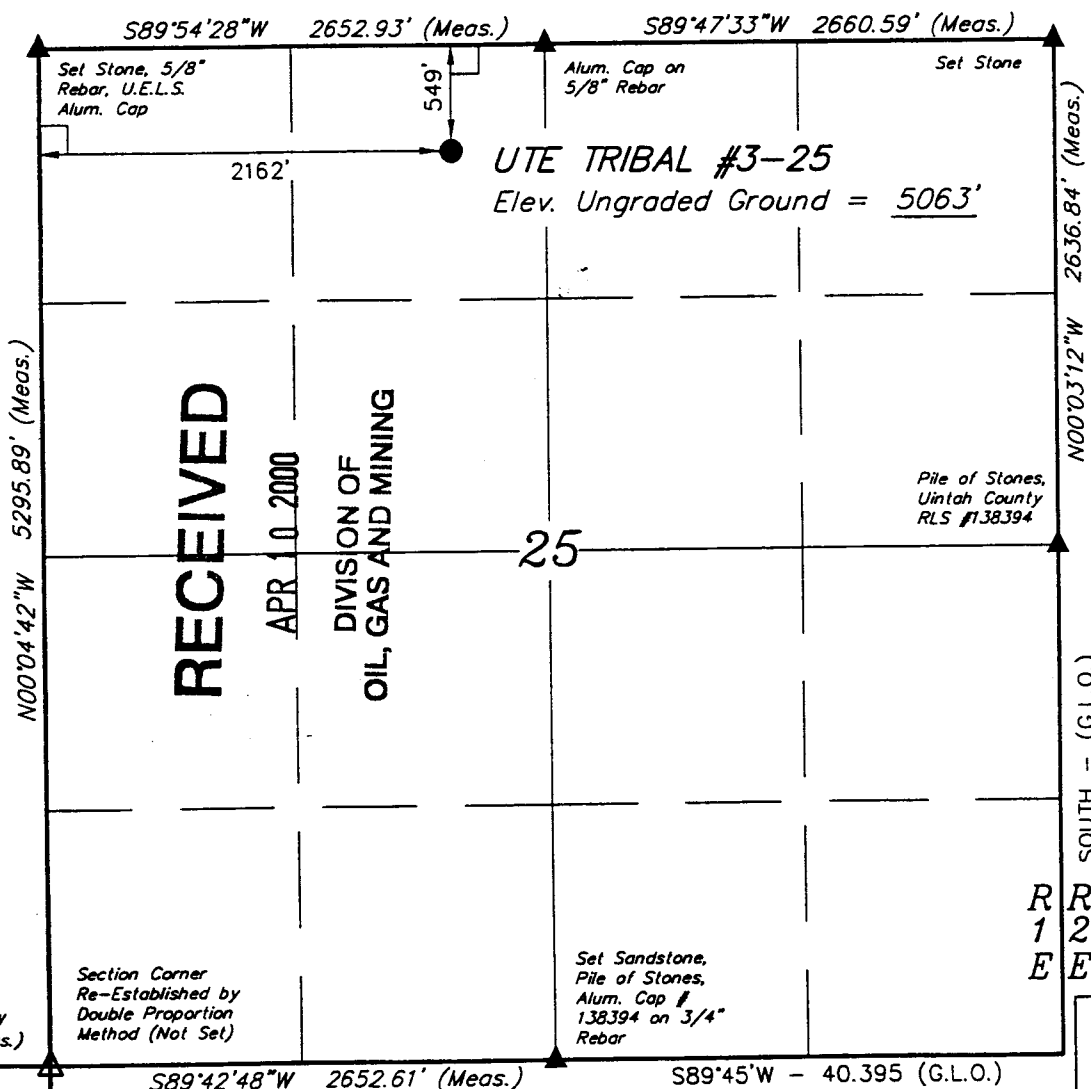 S89°54'28"W 2652.93' (Meas.)
S89°47'33"W 2660.59' (Meas.)
Set Stone, 5/8"
Rebar, U.E.L.S.
Alum. Cap
549'
Alum. Cap on
5/8" Rebar
Set Stone
2162'
UTE TRIBAL #3-25
Elev. Ungraded Ground = 5063'
N00°03'12"W 2636.84' (Meas.)
N00°04'42"W 5295.89' (Meas.)
RECEIVED
APR 10 2000
DIVISION OF
OIL, GAS AND MINING
25
Pile of Stones,
Uintah County
RLS #138394
SOUTH - (G.L.O.)
R R
1 2
E E
Section Corner
Re-Established by
Double Proportion
Method (Not Set)
Set Sandstone,
Pile of Stones,
Alum. Cap #
138394 on 3/4"
Rebar
S89°42'48"W 2652.61' (Meas.)
S89°45'W - 40.395 (G.L.O.)